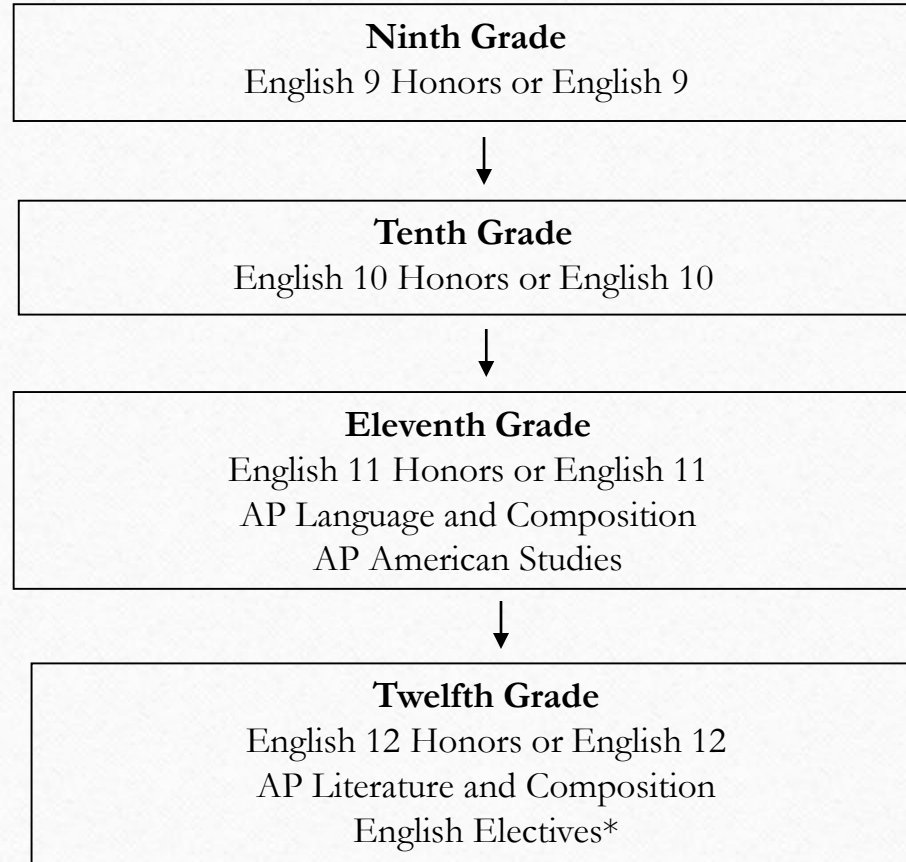 Ninth Grade
English 9 Honors or English 9
Tenth Grade
English 10 Honors or English 10
Eleventh Grade
English 11 Honors or English 11
AP Language and Composition
AP American Studies
Twelfth Grade
English 12 Honors or English 12
AP Literature and Composition
English Electives*